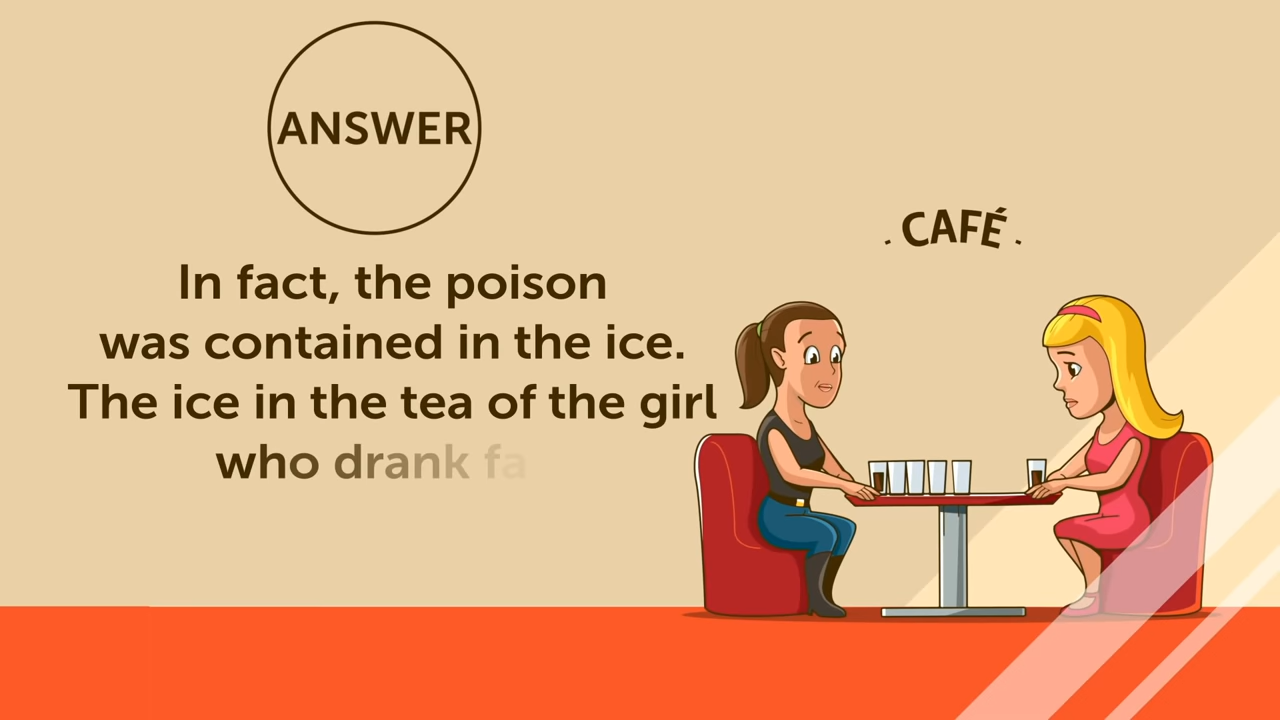 ANSWER
In fact, the poison
was contained in the ice.
The ice in the tea of the girl
who drank fa
. CAFÉ .